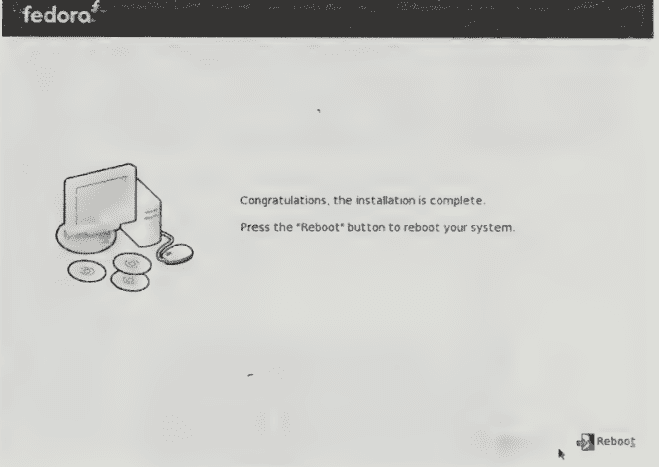 fedora
Congratulations, the installation is complete.
Press the "Reboot" button to reboot your system.
Reboot